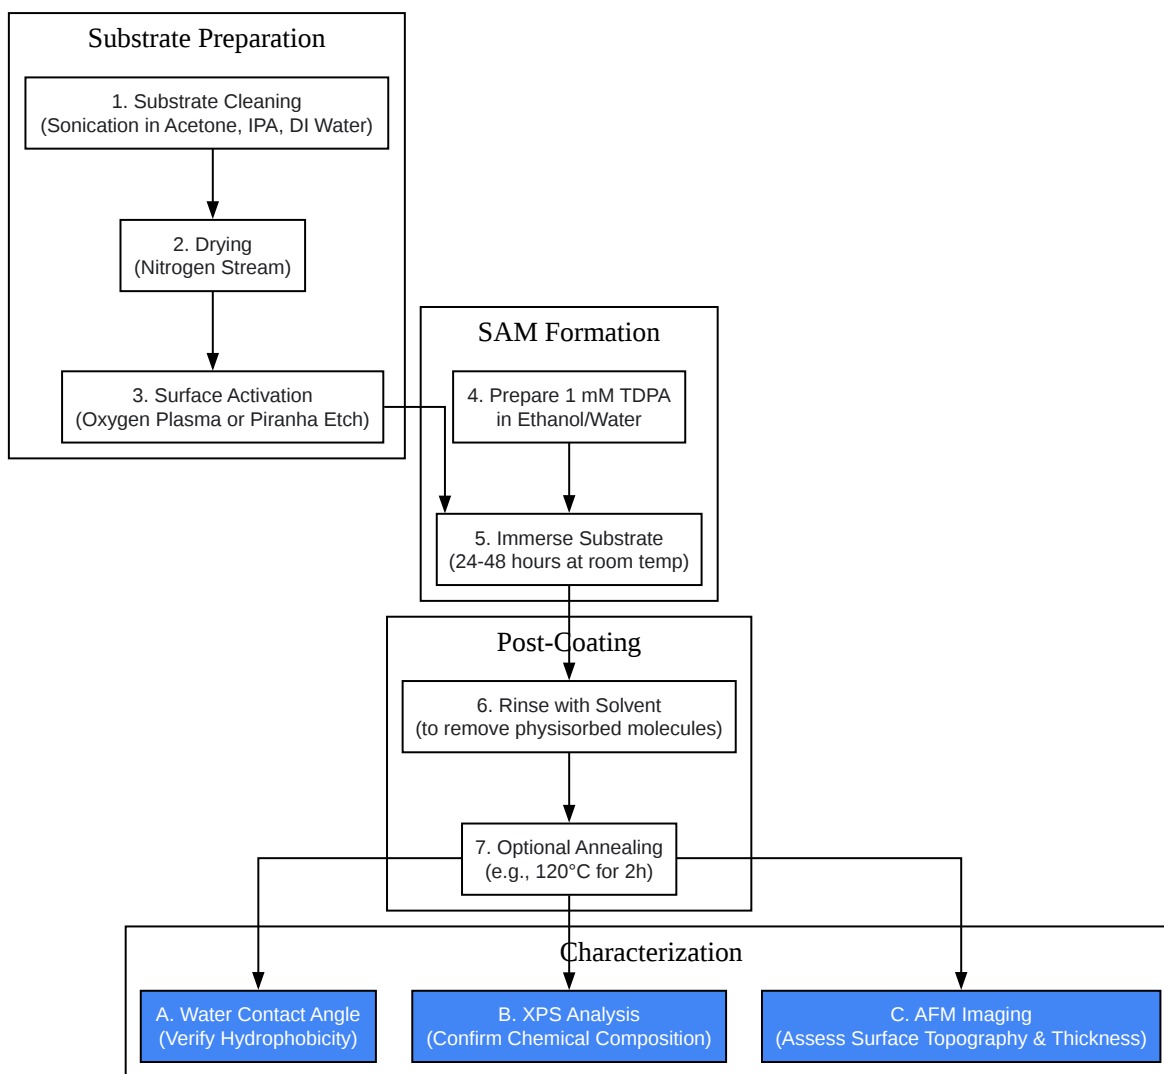 Substrate Preparation
1. Substrate Cleaning
(Sonication in Acetone, IPA, DI Water)
2. Drying
(Nitrogen Stream)
3. Surface Activation
(Oxygen Plasma or Piranha Etch)
SAM Formation
4. Prepare 1 mM TDPA
in Ethanol/Water
5. Immerse Substrate
(24-48 hours at room temp)
Post-Coating
6. Rinse with Solvent
(to remove physisorbed molecules)
7. Optional Annealing
(e.g., 120°C for 2h)
Characterization
A. Water Contact Angle
(Verify Hydrophobicity)
B. XPS Analysis
(Confirm Chemical Composition)
C. AFM Imaging
(Assess Surface Topography & Thickness)